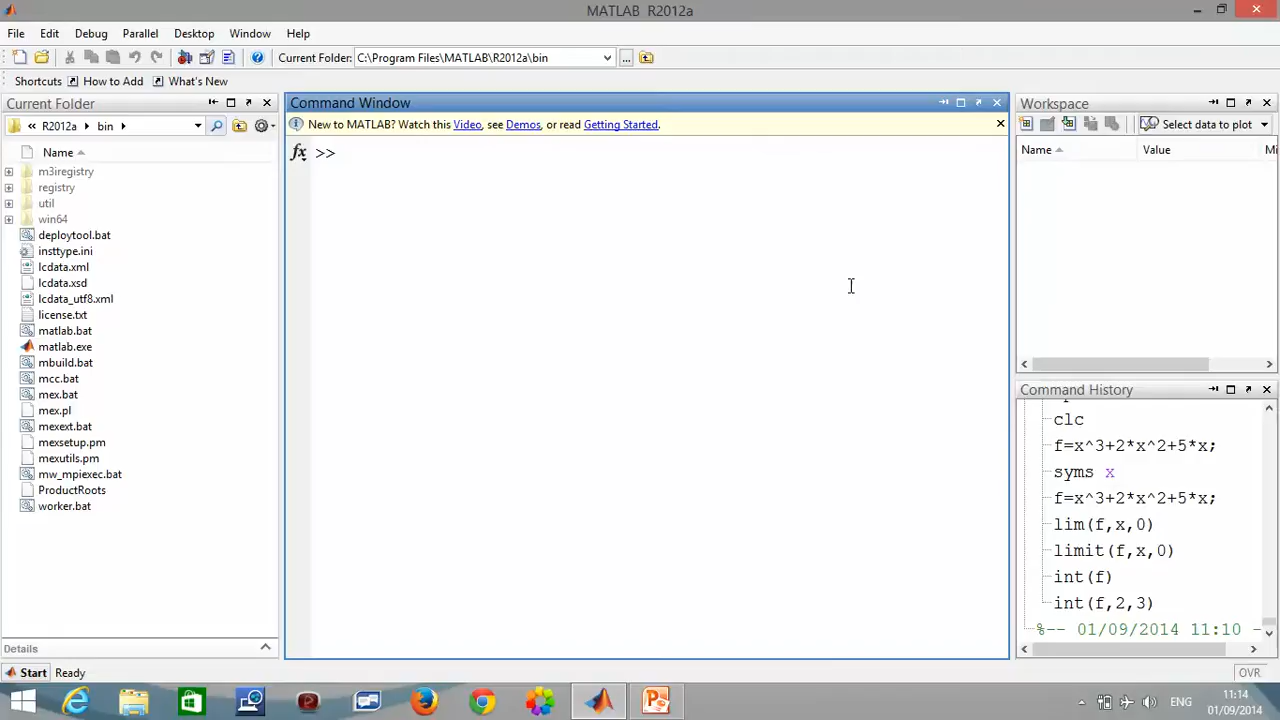 MATLAB R2012a
File Edit Debug Parallel Desktop Window Help
Current Folder: C:\Program Files\MATLAB\R2012a\bin
Shortcuts How to Add What's New
Current Folder
« R2012a bin
Name
m3iregistry
registry
util
win64
deploytool.bat
insttype.ini
lcdata.xml
lcdata.xsd
lcdata_utf8.xml
license.txt
matlab.bat
matlab.exe
mbuild.bat
mcc.bat
mex.bat
mex.pl
mexext.bat
mexsetup.pm
mexutils.pm
mw_mpiexec.bat
ProductRoots
worker.bat
Details
Command Window
New to MATLAB? Watch this Video, see Demos, or read Getting Started.
fx >>
Workspace
Select data to plot
Name Value Mi
Command History
clc
f=x^3+2*x^2+5*x;
syms x
f=x^3+2*x^2+5*x;
lim(f,x,0)
limit(f,x,0)
int(f)
int(f,2,3)
%-- 01/09/2014 11:10 -
Start Ready
OVR
ENG
11:14
01/09/2014